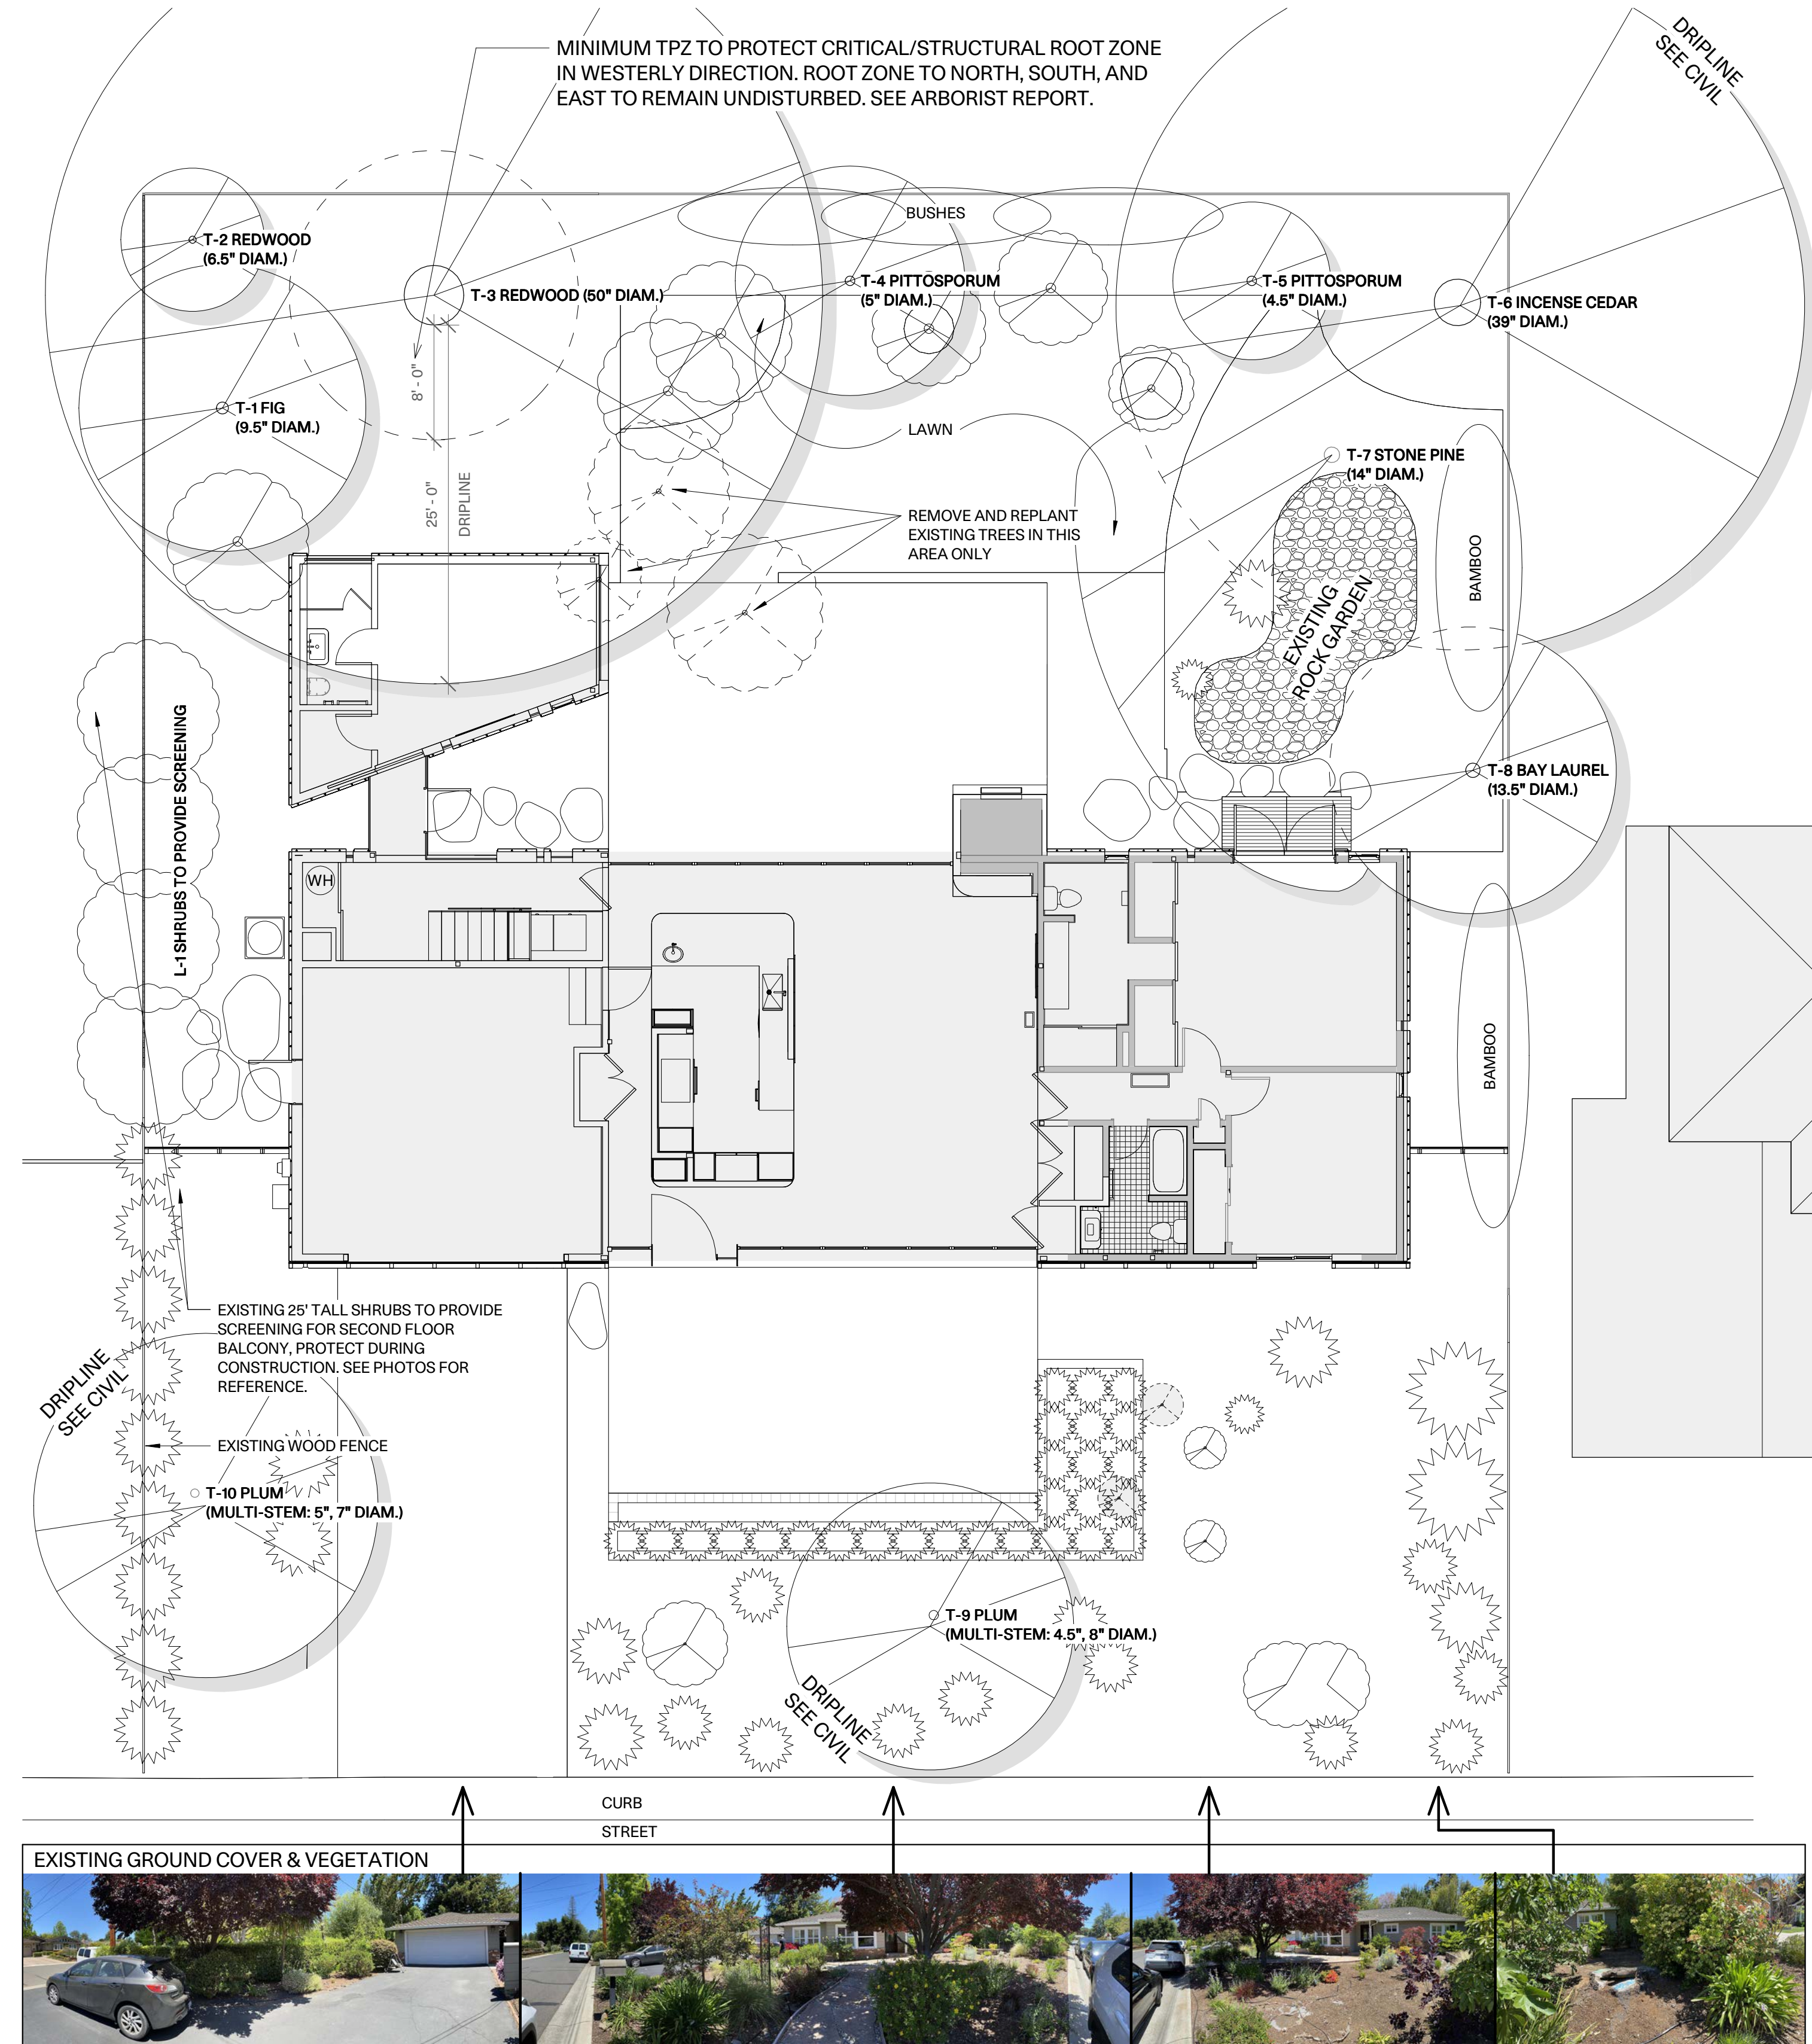 MINIMUM TPZ TO PROTECT CRITICAL/STRUCTURAL ROOT ZONE
IN WESTERLY DIRECTION. ROOT ZONE TO NORTH, SOUTH, AND
EAST TO REMAIN UNDISTURBED. SEE ARBORIST REPORT.
DRIPLINE
SEE CIVIL
BUSHES
T-2 REDWOOD
(6.5" DIAM.)
T-3 REDWOOD (50" DIAM.)
T-4 PITTOSPORUM
(5" DIAM.)
T-5 PITTOSPORUM
(4.5" DIAM.)
T-6 INCENSE CEDAR
(39" DIAM.)
8' - 0"
T-1 FIG
(9.5" DIAM.)
LAWN
T-7 STONE PINE
(14" DIAM.)
25' - 0"
DRIPLINE
REMOVE AND REPLANT
EXISTING TREES IN THIS
AREA ONLY
BAMBOO
EXISTING
ROCK GARDEN
L-1 SHRUBS TO PROVIDE SCREENING
T-8 BAY LAUREL
(13.5" DIAM.)
WH
BAMBOO
EXISTING 25' TALL SHRUBS TO PROVIDE
SCREENING FOR SECOND FLOOR
BALCONY, PROTECT DURING
CONSTRUCTION. SEE PHOTOS FOR
REFERENCE.
DRIPLINE
SEE CIVIL
EXISTING WOOD FENCE
T-10 PLUM
(MULTI-STEM: 5", 7" DIAM.)
T-9 PLUM
(MULTI-STEM: 4.5", 8" DIAM.)
DRIPLINE
SEE CIVIL
CURB
STREET
EXISTING GROUND COVER & VEGETATION